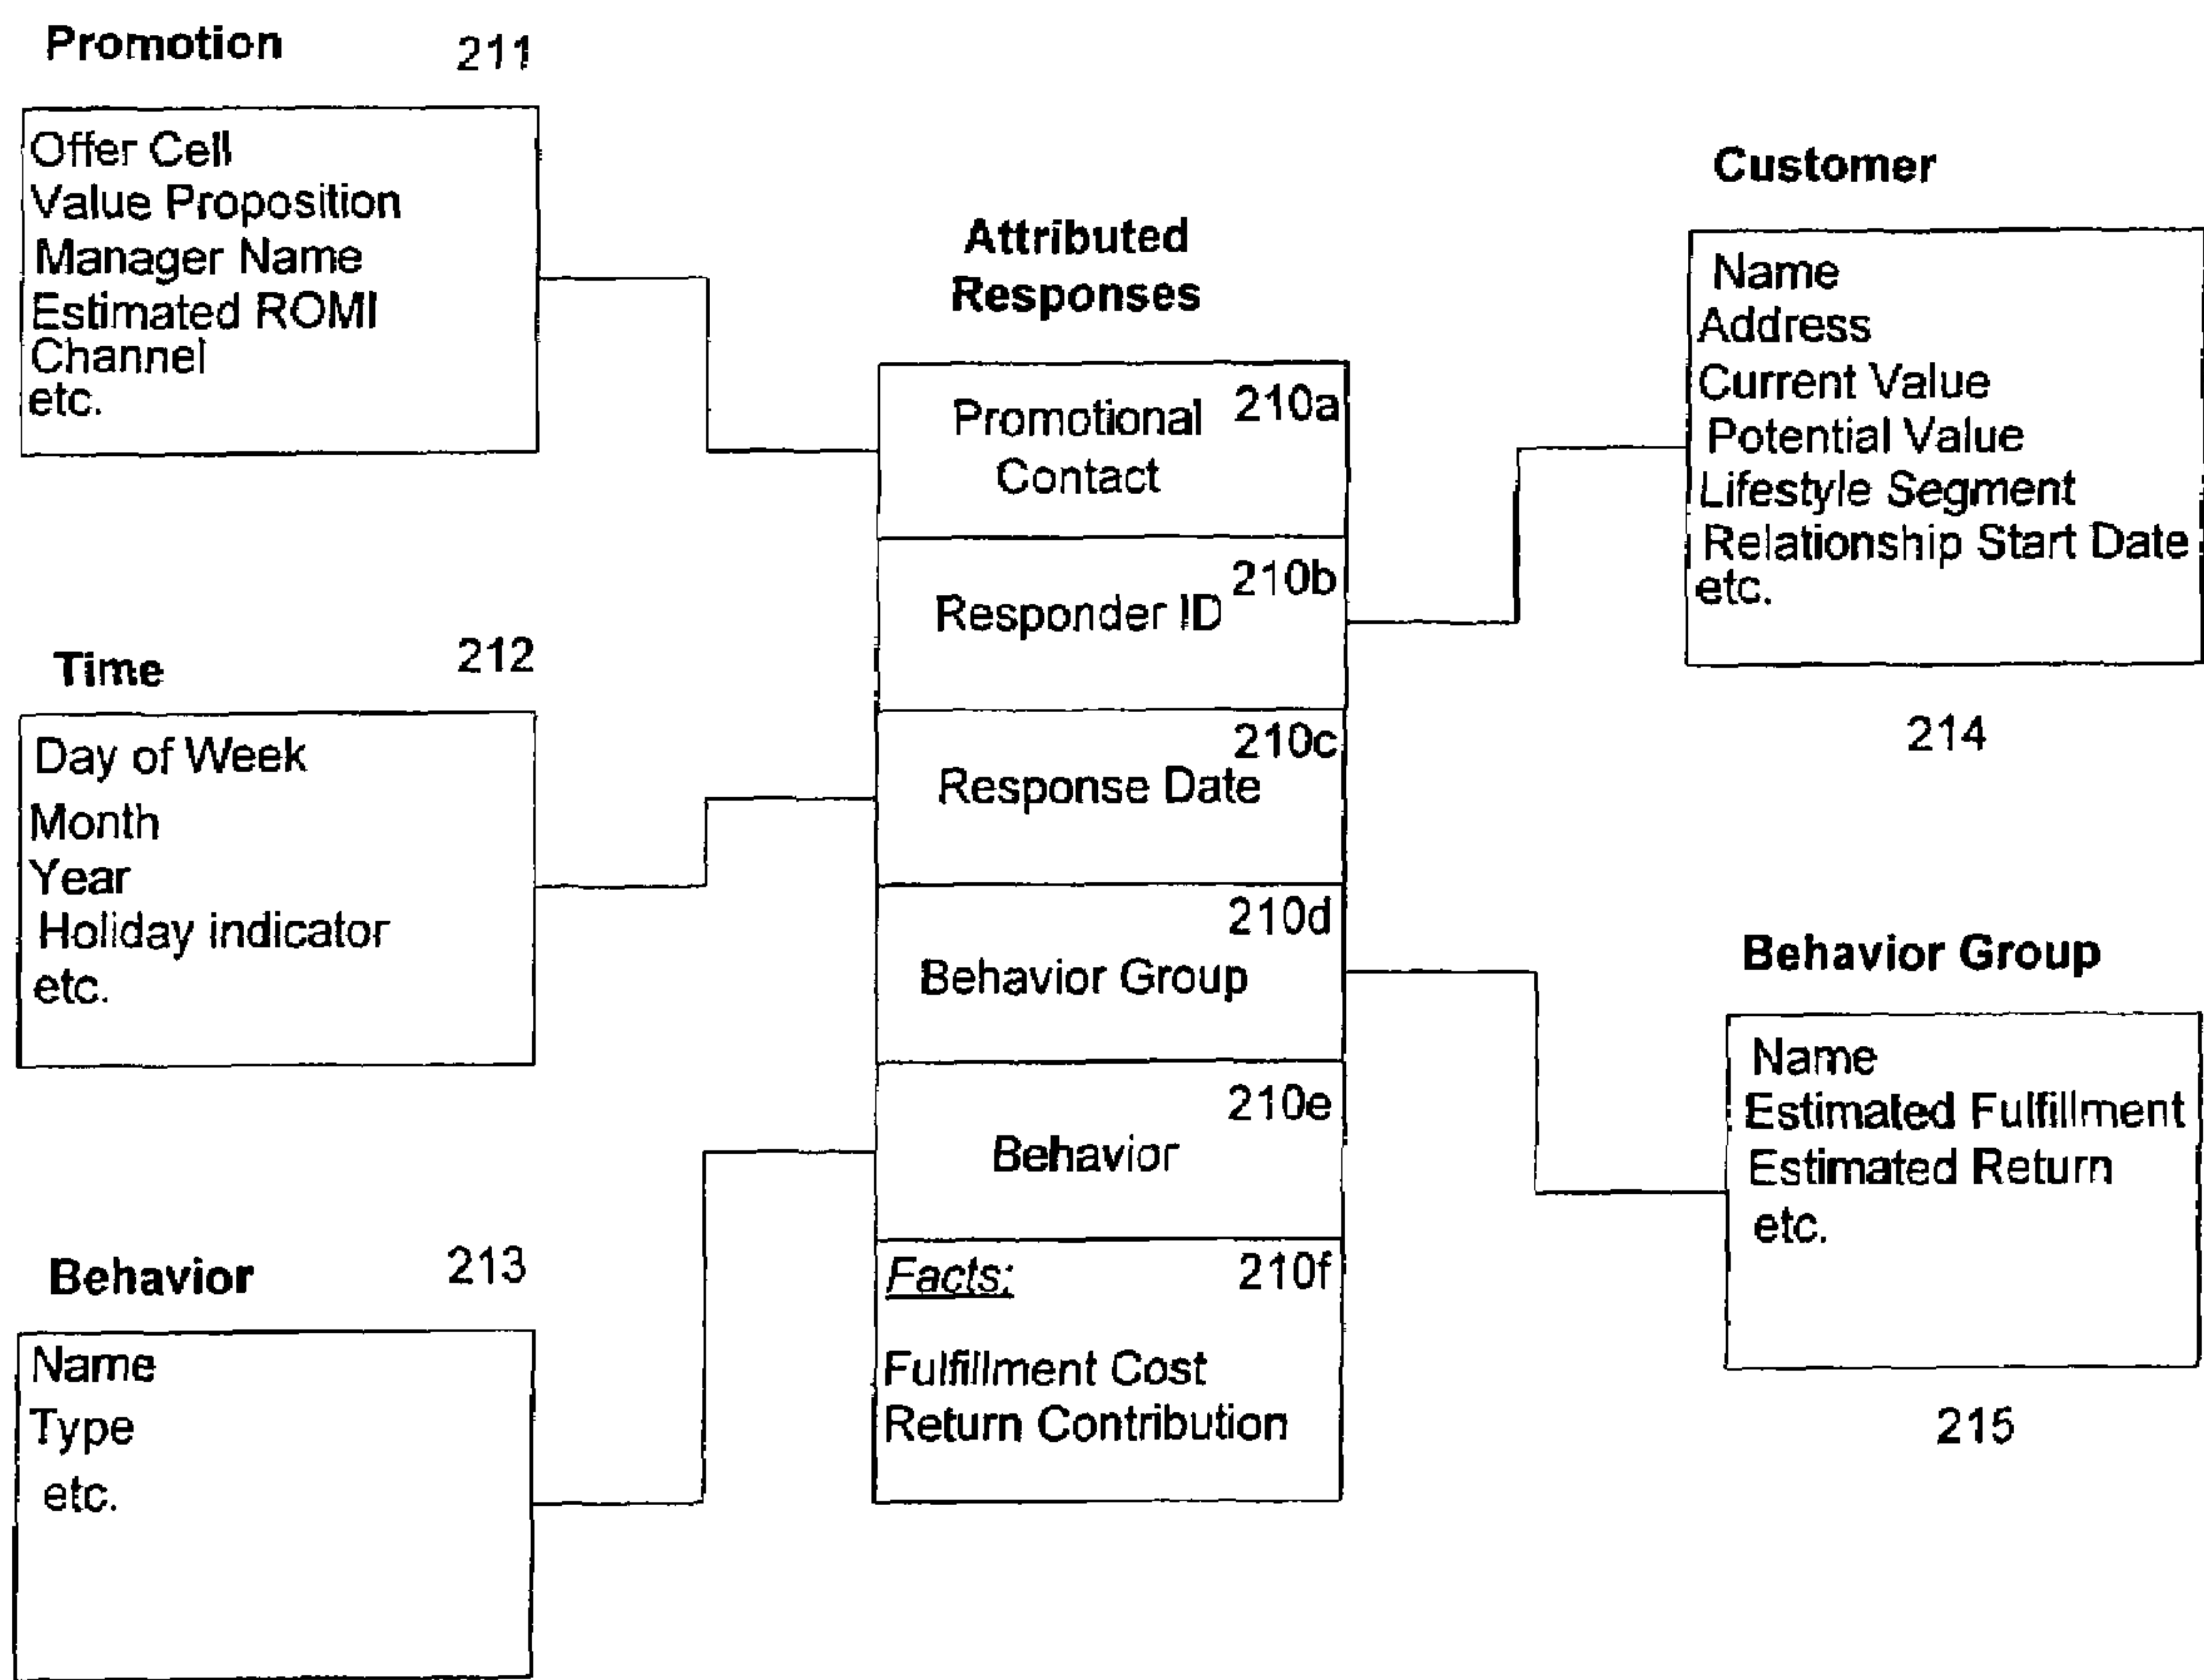 Promotion 211
Offer Cell
Value Proposition
Manager Name
Estimated ROMI
Channel
etc.
Time 212
Day of Week
Month
Year
Holiday indicator
etc.
Behavior 213
Name
Type
etc.
Attributed
Responses
210a
Promotional
Contact
210b
Responder ID
210c
Response Date
210d
Behavior Group
210e
Behavior
Facts: 210f
Fulfillment Cost
Return Contribution
Customer
Name
Address
Current Value
Potential Value
Lifestyle Segment
Relationship Start Date
etc.
214
Behavior Group
Name
Estimated Fulfillment
Estimated Return
etc.
215